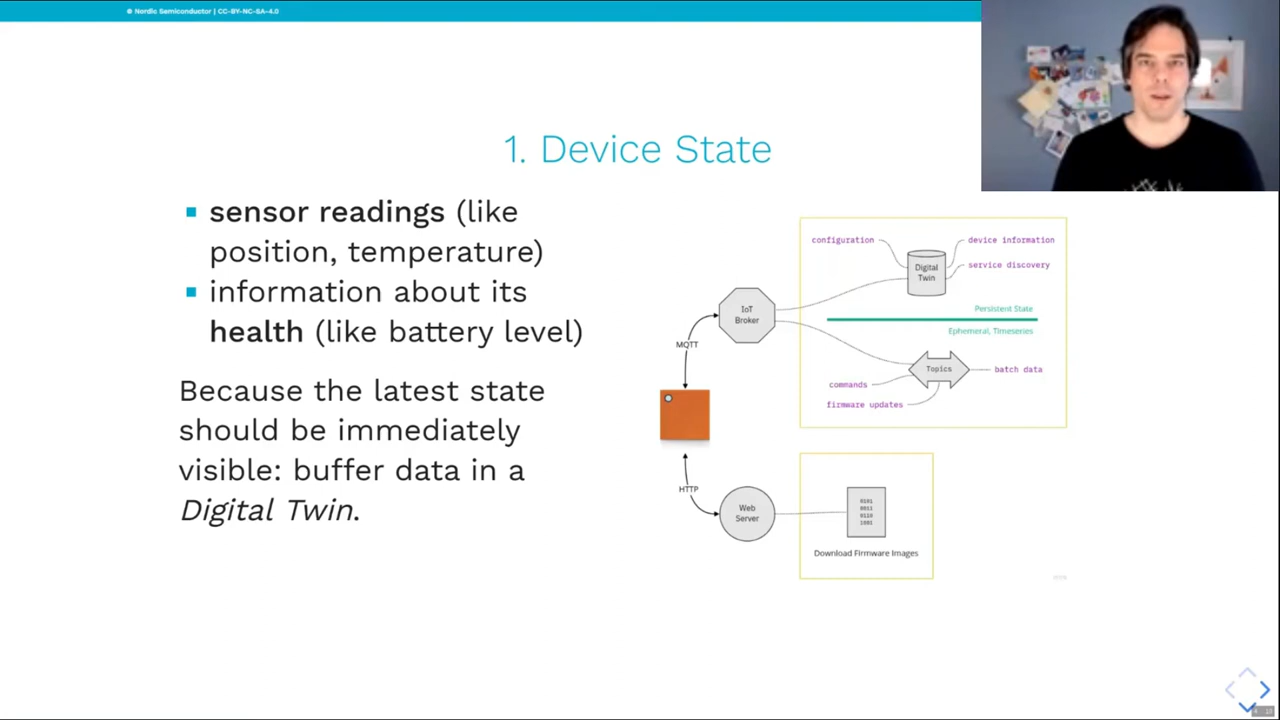 © Nordic Semiconductor | CC-BY-NC-SA-4.0
1. Device State
sensor readings (like
position, temperature)
information about its
health (like battery level)
Because the latest state
should be immediately
visible: buffer data in a
Digital Twin.
configuration
device information
Digital
Twin
service discovery
IoT
Broker
Persistent State
Ephemeral, Timeseries
MQTT
Topics
batch data
commands
firmware updates
HTTP
Web
Server
0101
0011
0110
1001
Download Firmware Images